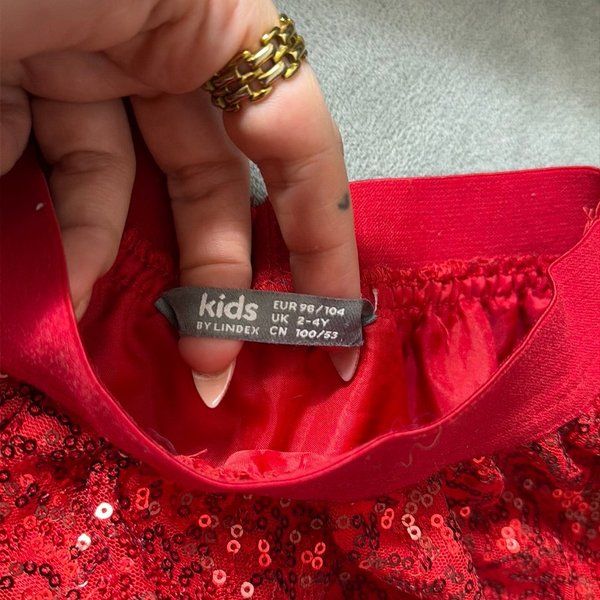 kids
BY LINDEX
EUR 98/104
UK 2-4Y
CN 100/53